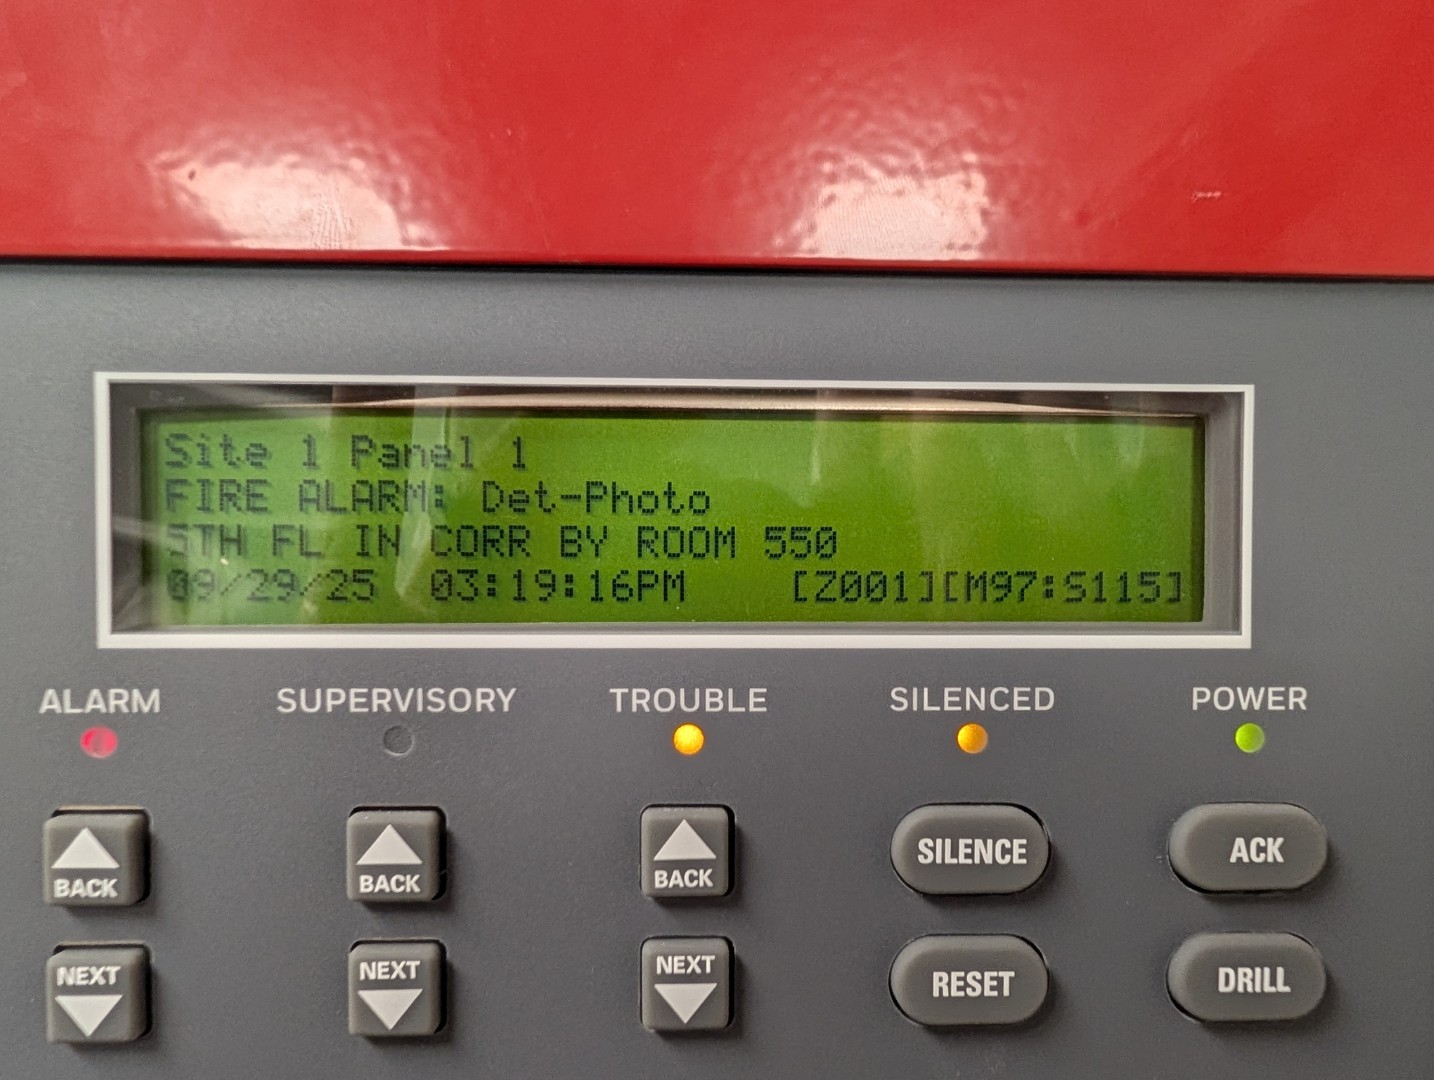 Site 1 Panel 1
FIRE ALARM: Det-Photo
5TH FL IN CORR BY ROOM 550
09/29/25 03:19:16PM [Z001][M97:S115]
ALARM SUPERVISORY TROUBLE SILENCED POWER
BACK BACK BACK SILENCE ACK
NEXT NEXT NEXT RESET DRILL